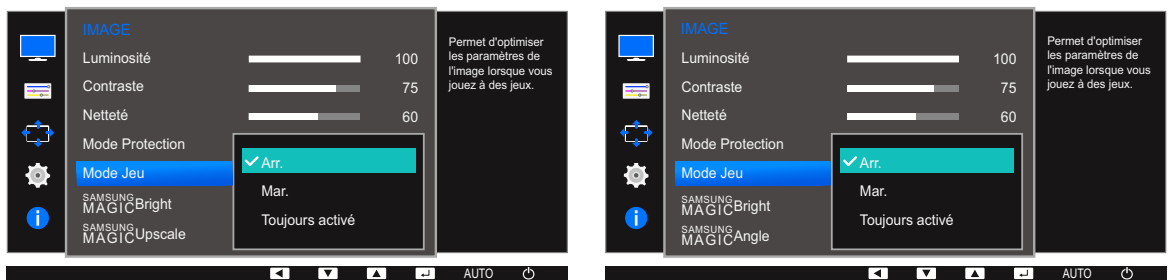 IMAGE
Luminosité 100
Contraste 75
Netteté 60
Mode Protection
Mode Jeu
SAMSUNG
MAGICBright
SAMSUNG
MAGICUpscale
Arr.
Mar.
Toujours activé
Permet d'optimiser
les paramètres de
l'image lorsque vous
jouez à des jeux.
AUTO
IMAGE
Luminosité 100
Contraste 75
Netteté 60
Mode Protection
Mode Jeu
SAMSUNG
MAGICBright
SAMSUNG
MAGICAngle
Arr.
Mar.
Toujours activé
Permet d'optimiser
les paramètres de
l'image lorsque vous
jouez à des jeux.
AUTO